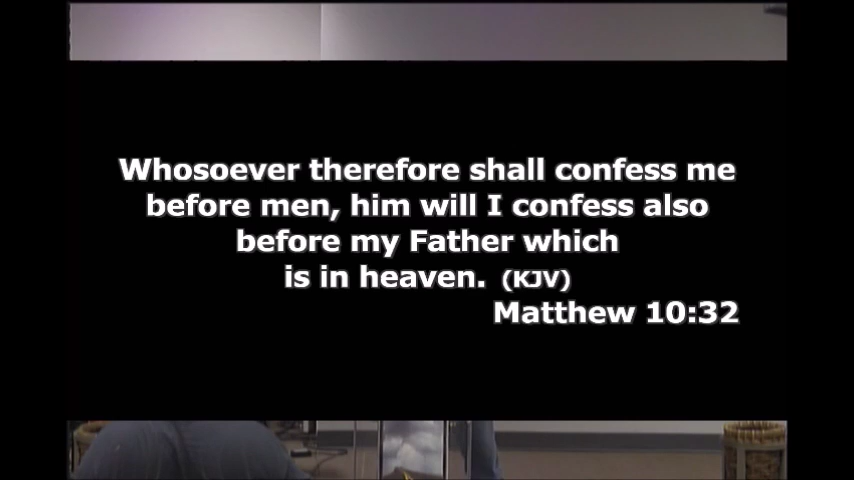 Whosoever therefore shall confess me
before men, him will I confess also
before my Father which
is in heaven. (KJV)
Matthew 10:32